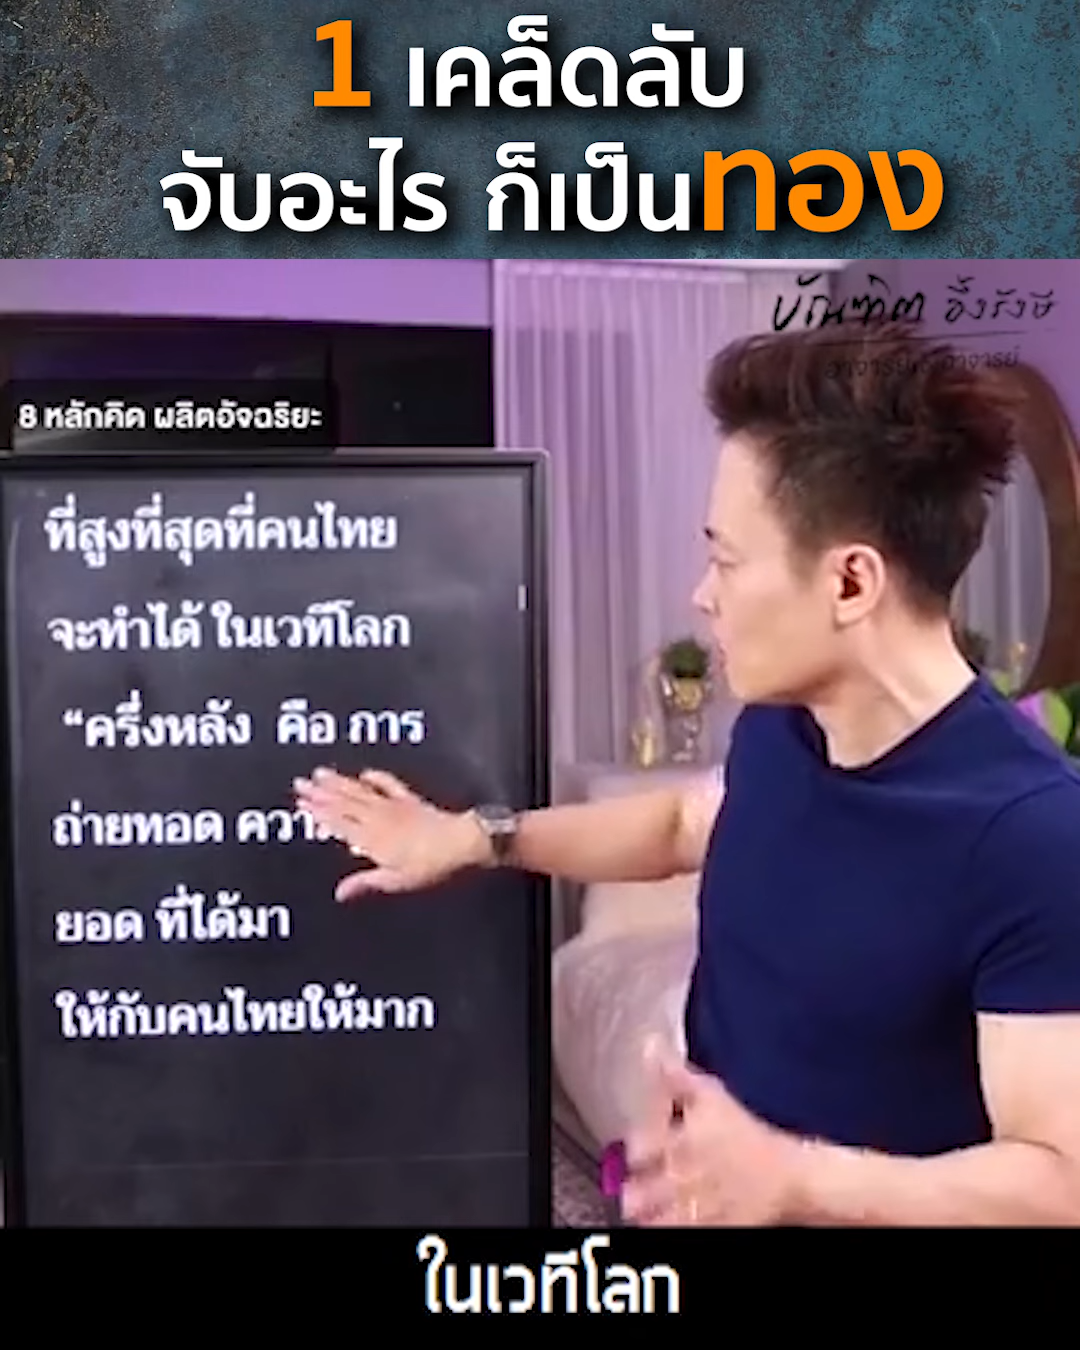 1 เคล็ดลับ
จับอะไร ก็เป็นทอง
บัณฑิต อึ้งรังษี
8 หลักคิด ผลิตอัจฉริยะ
ที่สูงที่สุดที่คนไทย
จะทำได้ ในเวทีโลก
“ครึ่งหลัง คือ การ
ถ่ายทอด
ยอด ที่ได้มา
ให้กับคนไทยให้มาก
ในเวทีโลก